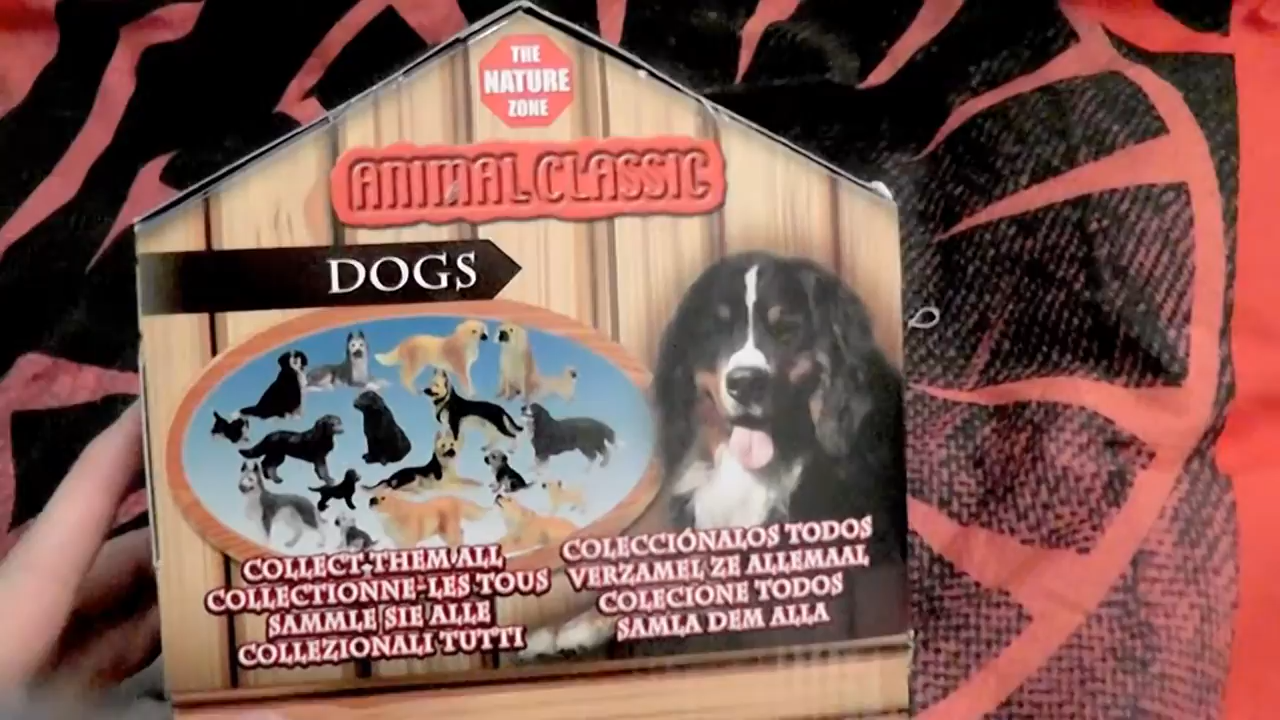 THE
NATURE
ZONE
ANIMAL CLASSIC
DOGS
COLLECT THEM ALL
COLLECTIONNE-LES TOUS
SAMMLE SIE ALLE
COLLEZIONALI TUTTI
COLECCIÓNALOS TODOS
VERZAMEL ZE ALLEMAAL
COLECIONE TODOS
SAMLA DEM ALLA